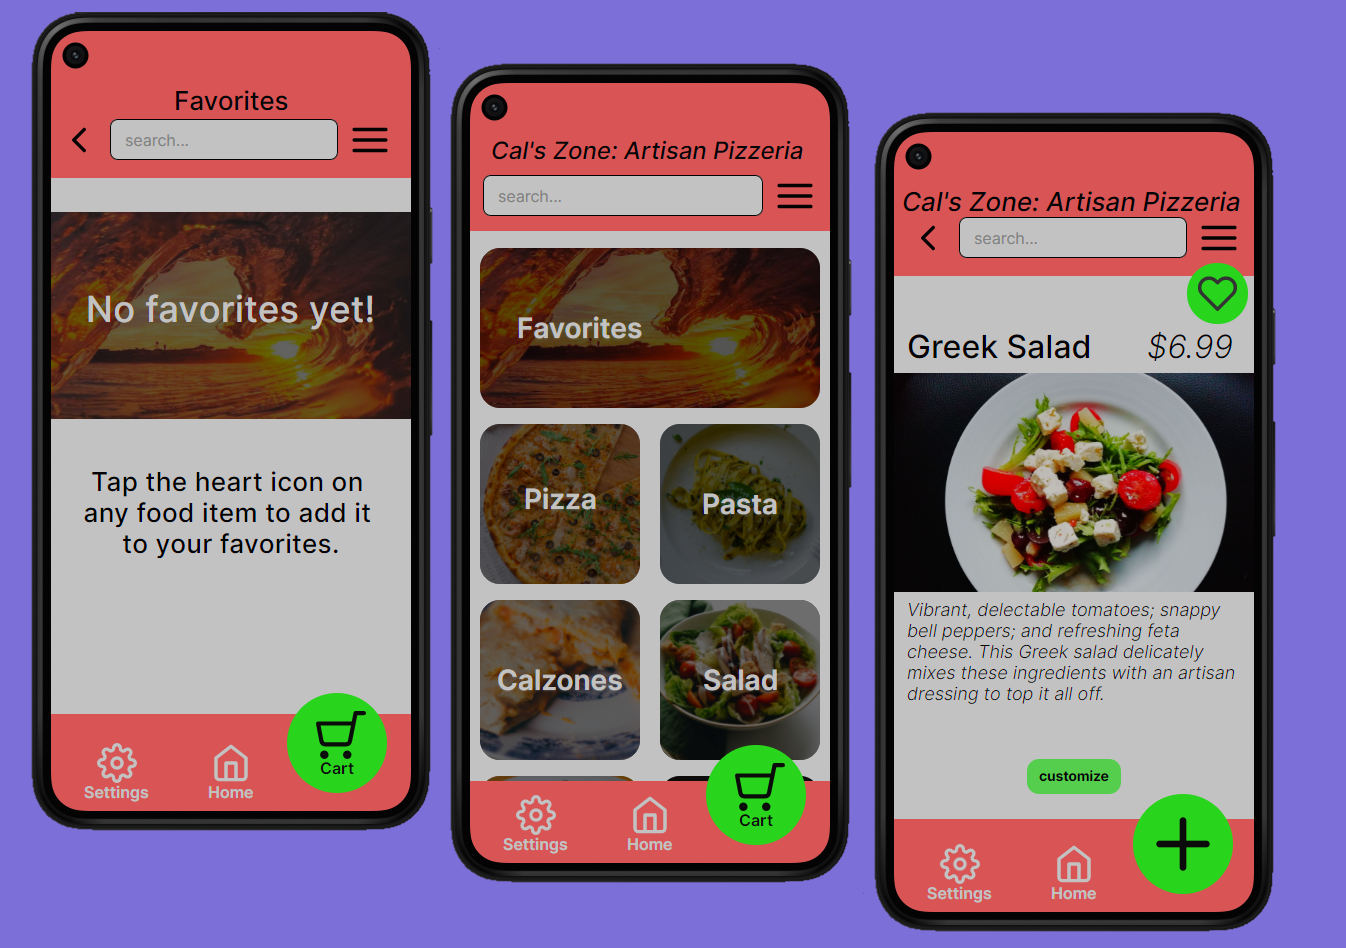 Favorites
search...
No favorites yet!
Tap the heart icon on
any food item to add it
to your favorites.
Settings
Home
Cart
Cal's Zone: Artisan Pizzeria
search...
Favorites
Pizza
Pasta
Calzones
Salad
Settings
Home
Cart
Cal's Zone: Artisan Pizzeria
search...
Greek Salad
$6.99
Vibrant, delectable tomatoes; snappy
bell peppers; and refreshing feta
cheese. This Greek salad delicately
mixes these ingredients with an artisan
dressing to top it all off.
customize
Settings
Home